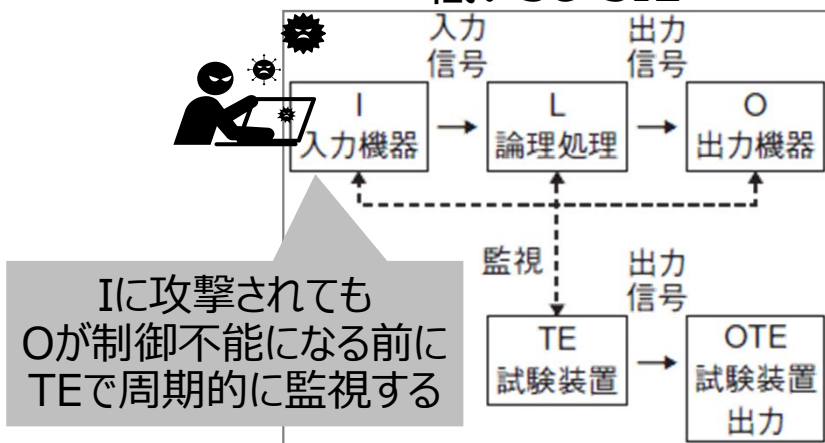 入力
信号
出力
信号
I
入力機器
L
論理処理
O
出力機器
監視
出力
信号
Iに攻撃されても
Oが制御不能になる前に
TEで周期的に監視する
TE
試験装置
OTE
試験装置
出力